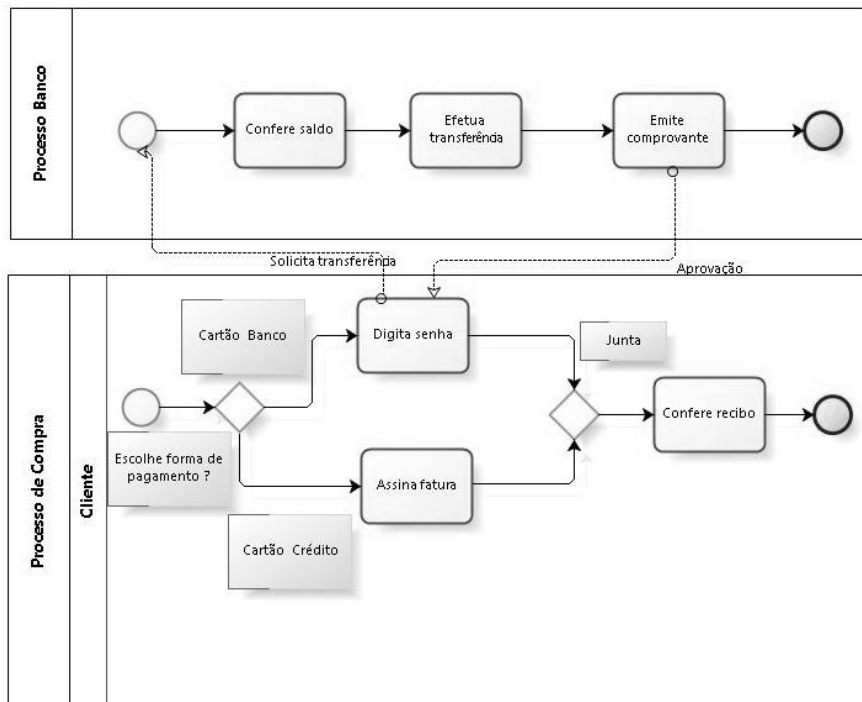 Processo Banco
Confere saldo
Efetua
transferência
Emite
comprovante
Solicita transferência
Aprovação
Processo de Compra
Cliente
Cartão Banco
Digita senha
Junta
Escolhe forma de
pagamento ?
Confere recibo
Assina fatura
Cartão Crédito